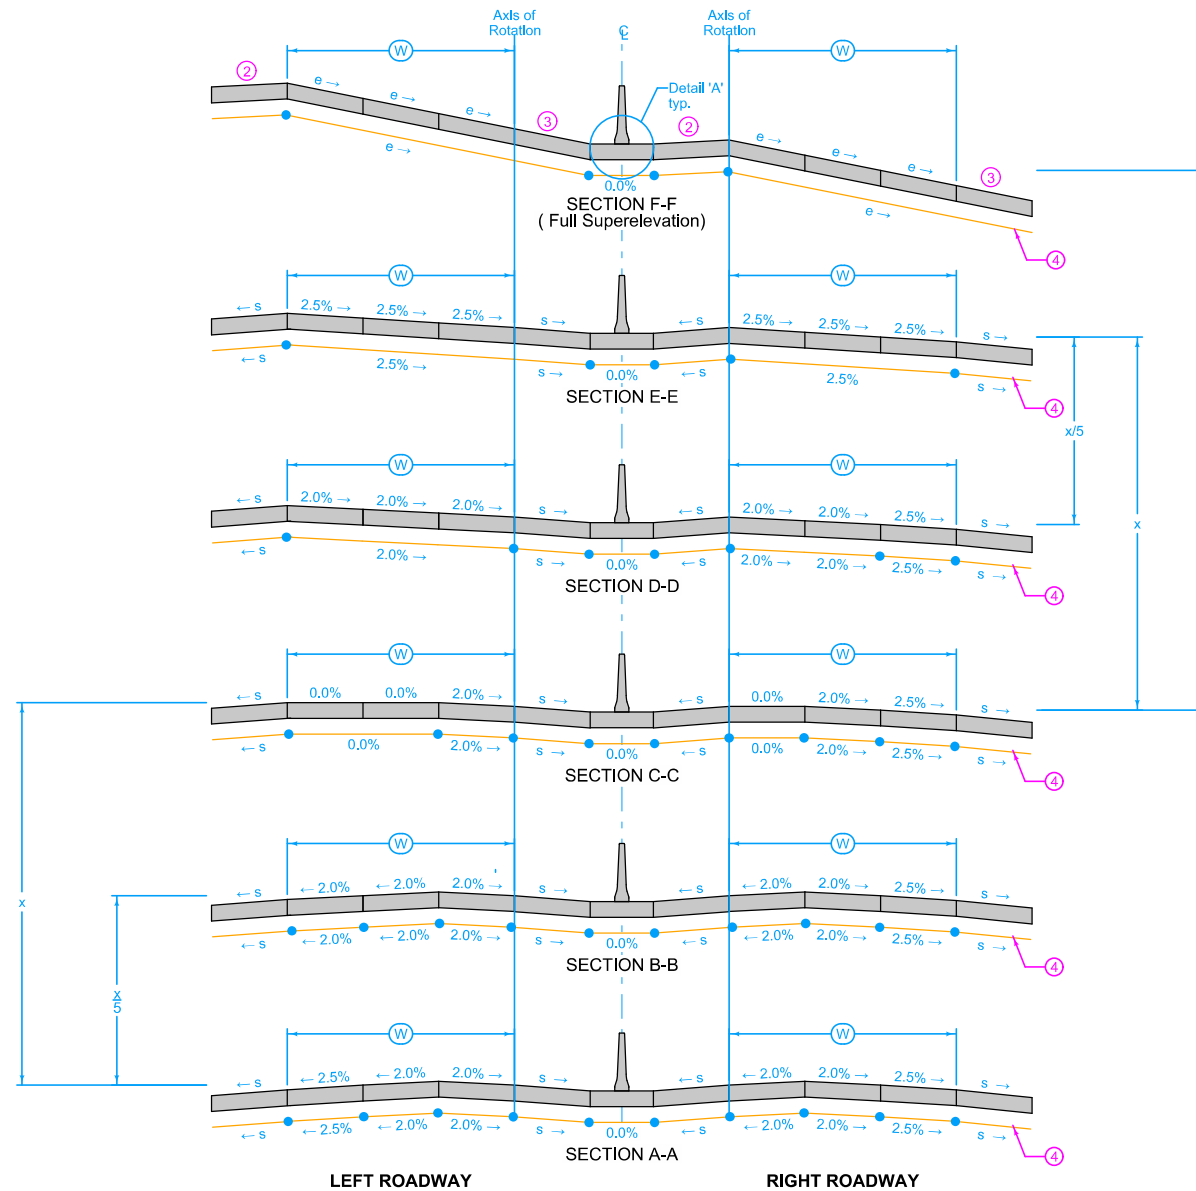 Axis of
Rotation
℄
Axis of
Rotation
W
W
②
e →
e →
e →
③
Detail 'A'
typ.
②
e →
e →
e →
③
e →
0.0%
e →
SECTION F-F
( Full Superelevation)
④
W
W
← s
2.5% →
2.5% →
2.5% →
s →
← s
2.5% →
2.5% →
2.5% →
s →
← s
2.5% →
s →
0.0%
← s
2.5%
s →
SECTION E-E
④
x/5
x
W
W
← s
2.0% →
2.0% →
2.0% →
s →
← s
2.0% →
2.0% →
2.5% →
s →
← s
2.0% →
s →
0.0%
← s
2.0% →
2.0% →
2.5% →
s →
SECTION D-D
④
W
W
← s
0.0%
0.0%
2.0% →
s →
← s
0.0%
2.0% →
2.5% →
s →
← s
0.0%
2.0% →
s →
0.0%
← s
0.0%
2.0% →
2.5% →
s →
SECTION C-C
④
W
W
← s
← 2.0%
← 2.0%
2.0% →
'
s →
← s
← 2.0%
2.0% →
2.5% →
s →
← s
← 2.0%
← 2.0%
2.0% →
s →
0.0%
← s
← 2.0%
2.0% →
2.5% →
s →
SECTION B-B
④
x
x
5
W
W
← s
← 2.5%
← 2.0%
2.0% →
s →
← s
← 2.0%
2.0% →
2.5% →
s →
← s
← 2.5%
← 2.0%
2.0% →
s →
0.0%
← s
← 2.0%
2.0% →
2.5% →
s →
SECTION A-A
④
LEFT ROADWAY
RIGHT ROADWAY